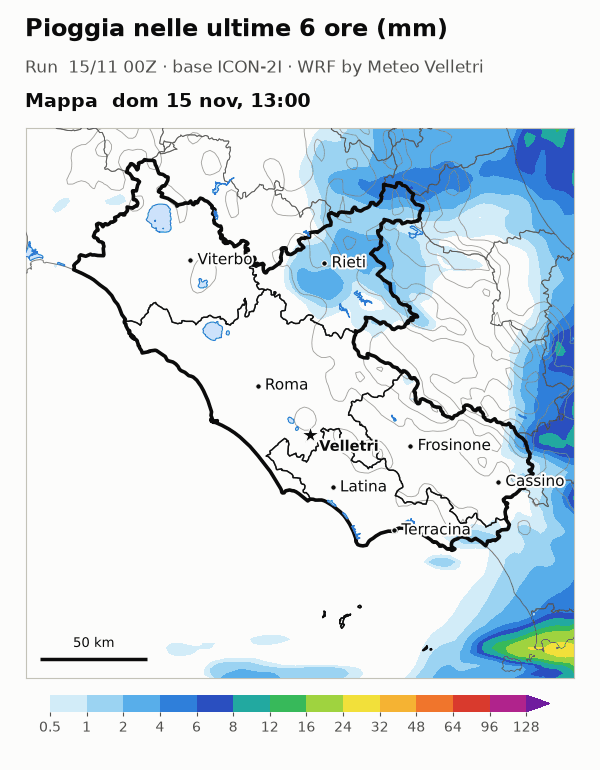 Pioggia nelle ultime 6 ore (mm)
Run 15/11 00Z · base ICON-2I · WRF by Meteo Velletri
Mappa dom 15 nov, 13:00
Viterbo
Rieti
Roma
Velletri
Frosinone
Cassino
Latina
Terracina
50 km
0.5 1 2 4 6 8 12 16 24 32 48 64 96 128